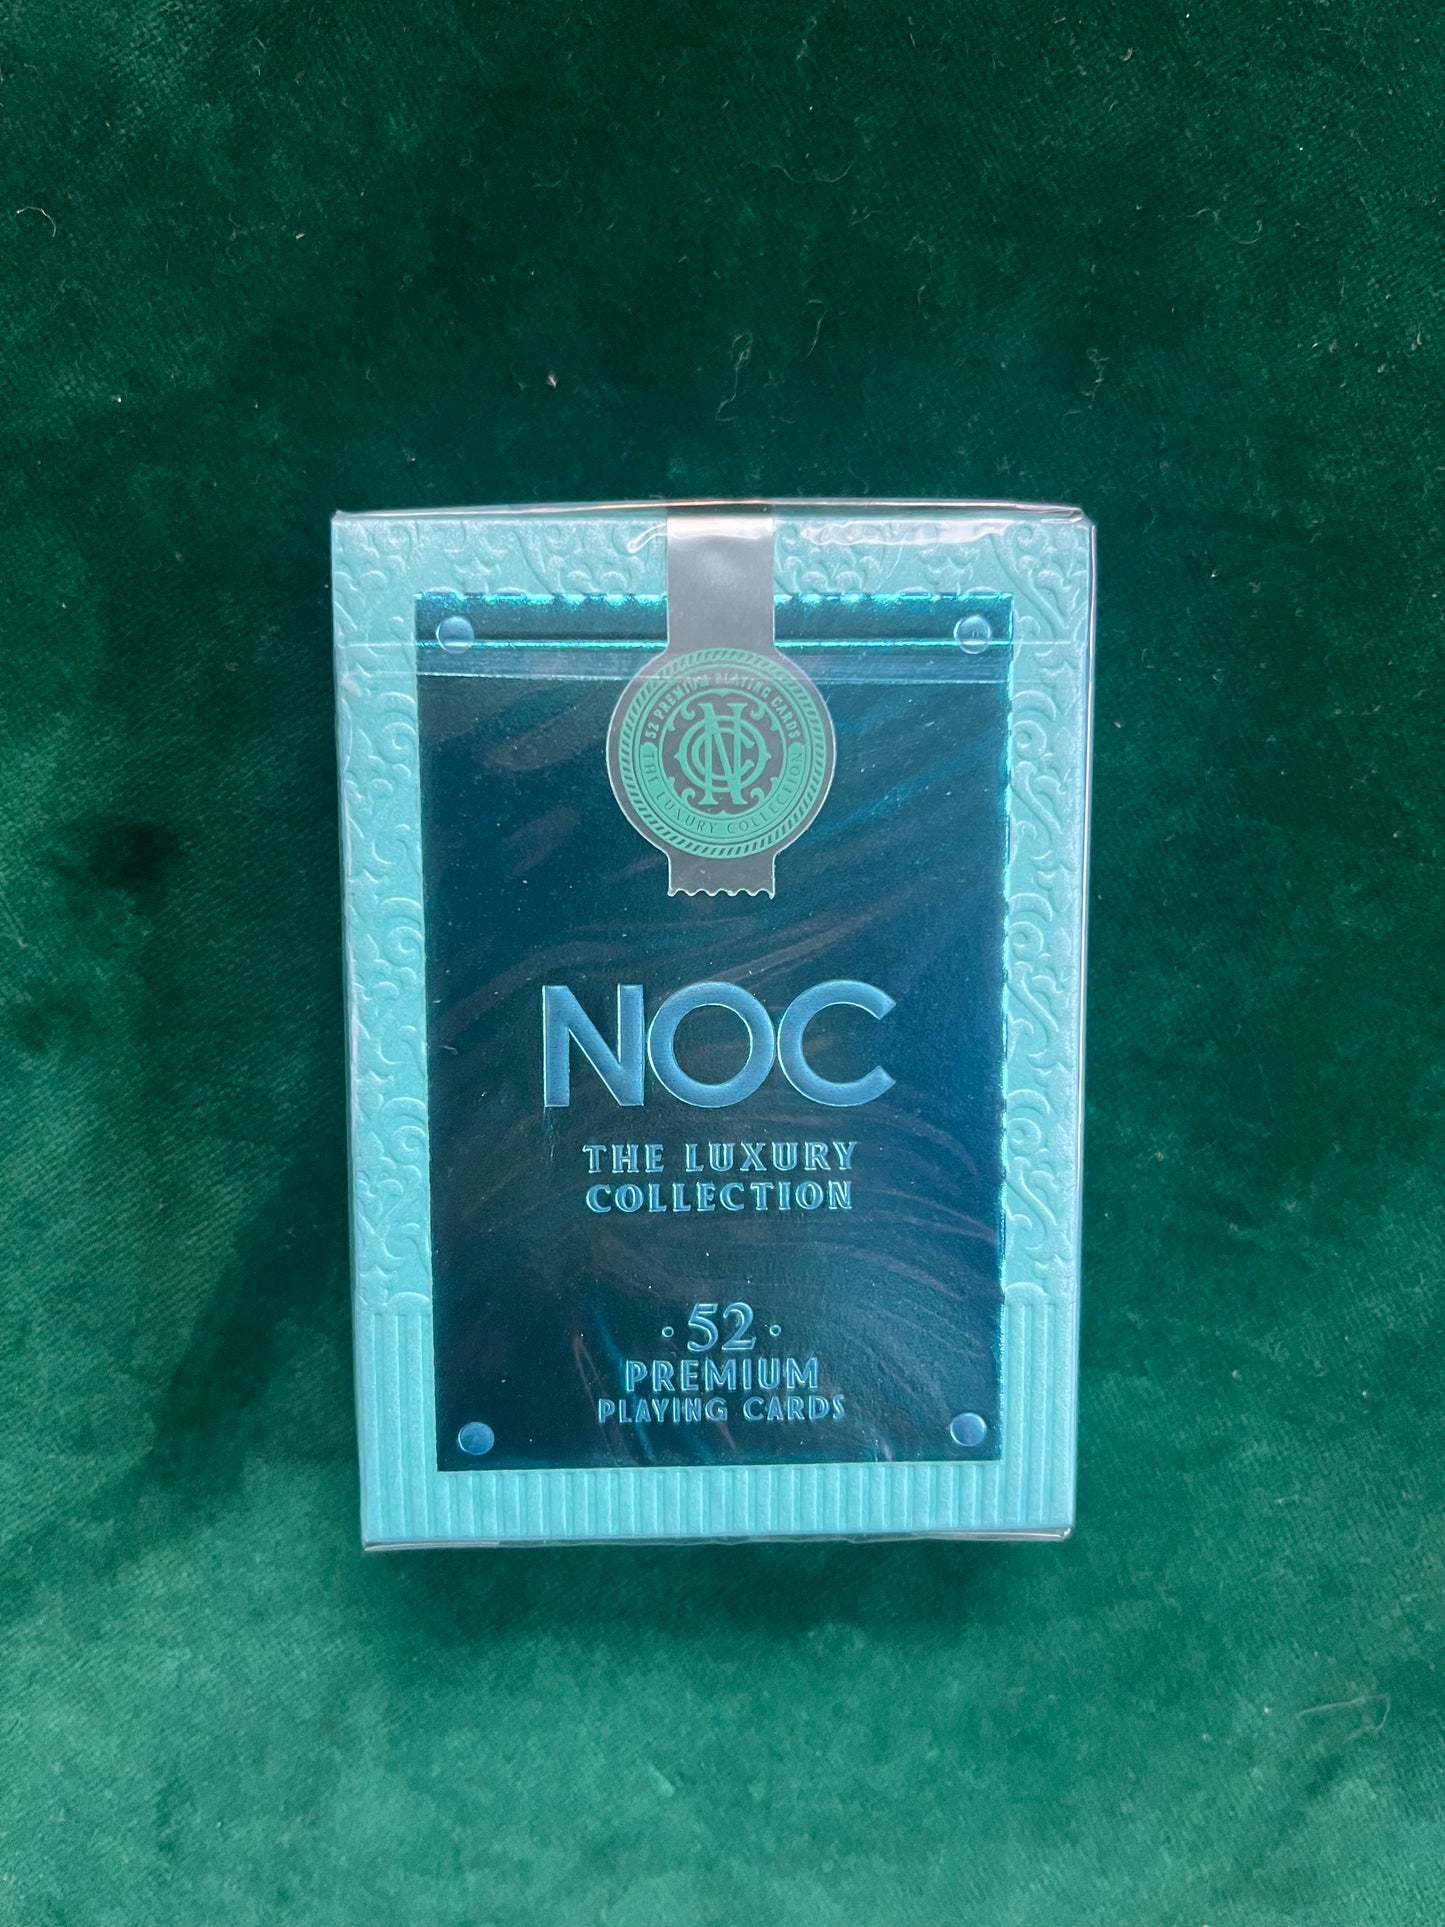 52 PREMIUM PLAYING CARDS
THE LUXURY COLLECTION
NOC
THE LUXURY
COLLECTION
· 52 ·
PREMIUM
PLAYING CARDS